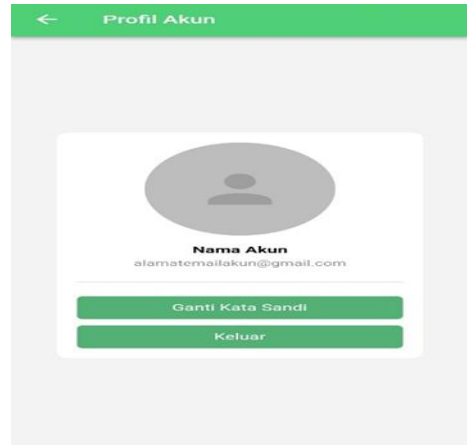 Profil Akun
Nama Akun
alamatemailakun@gmail.com
Ganti Kata Sandi
Keluar